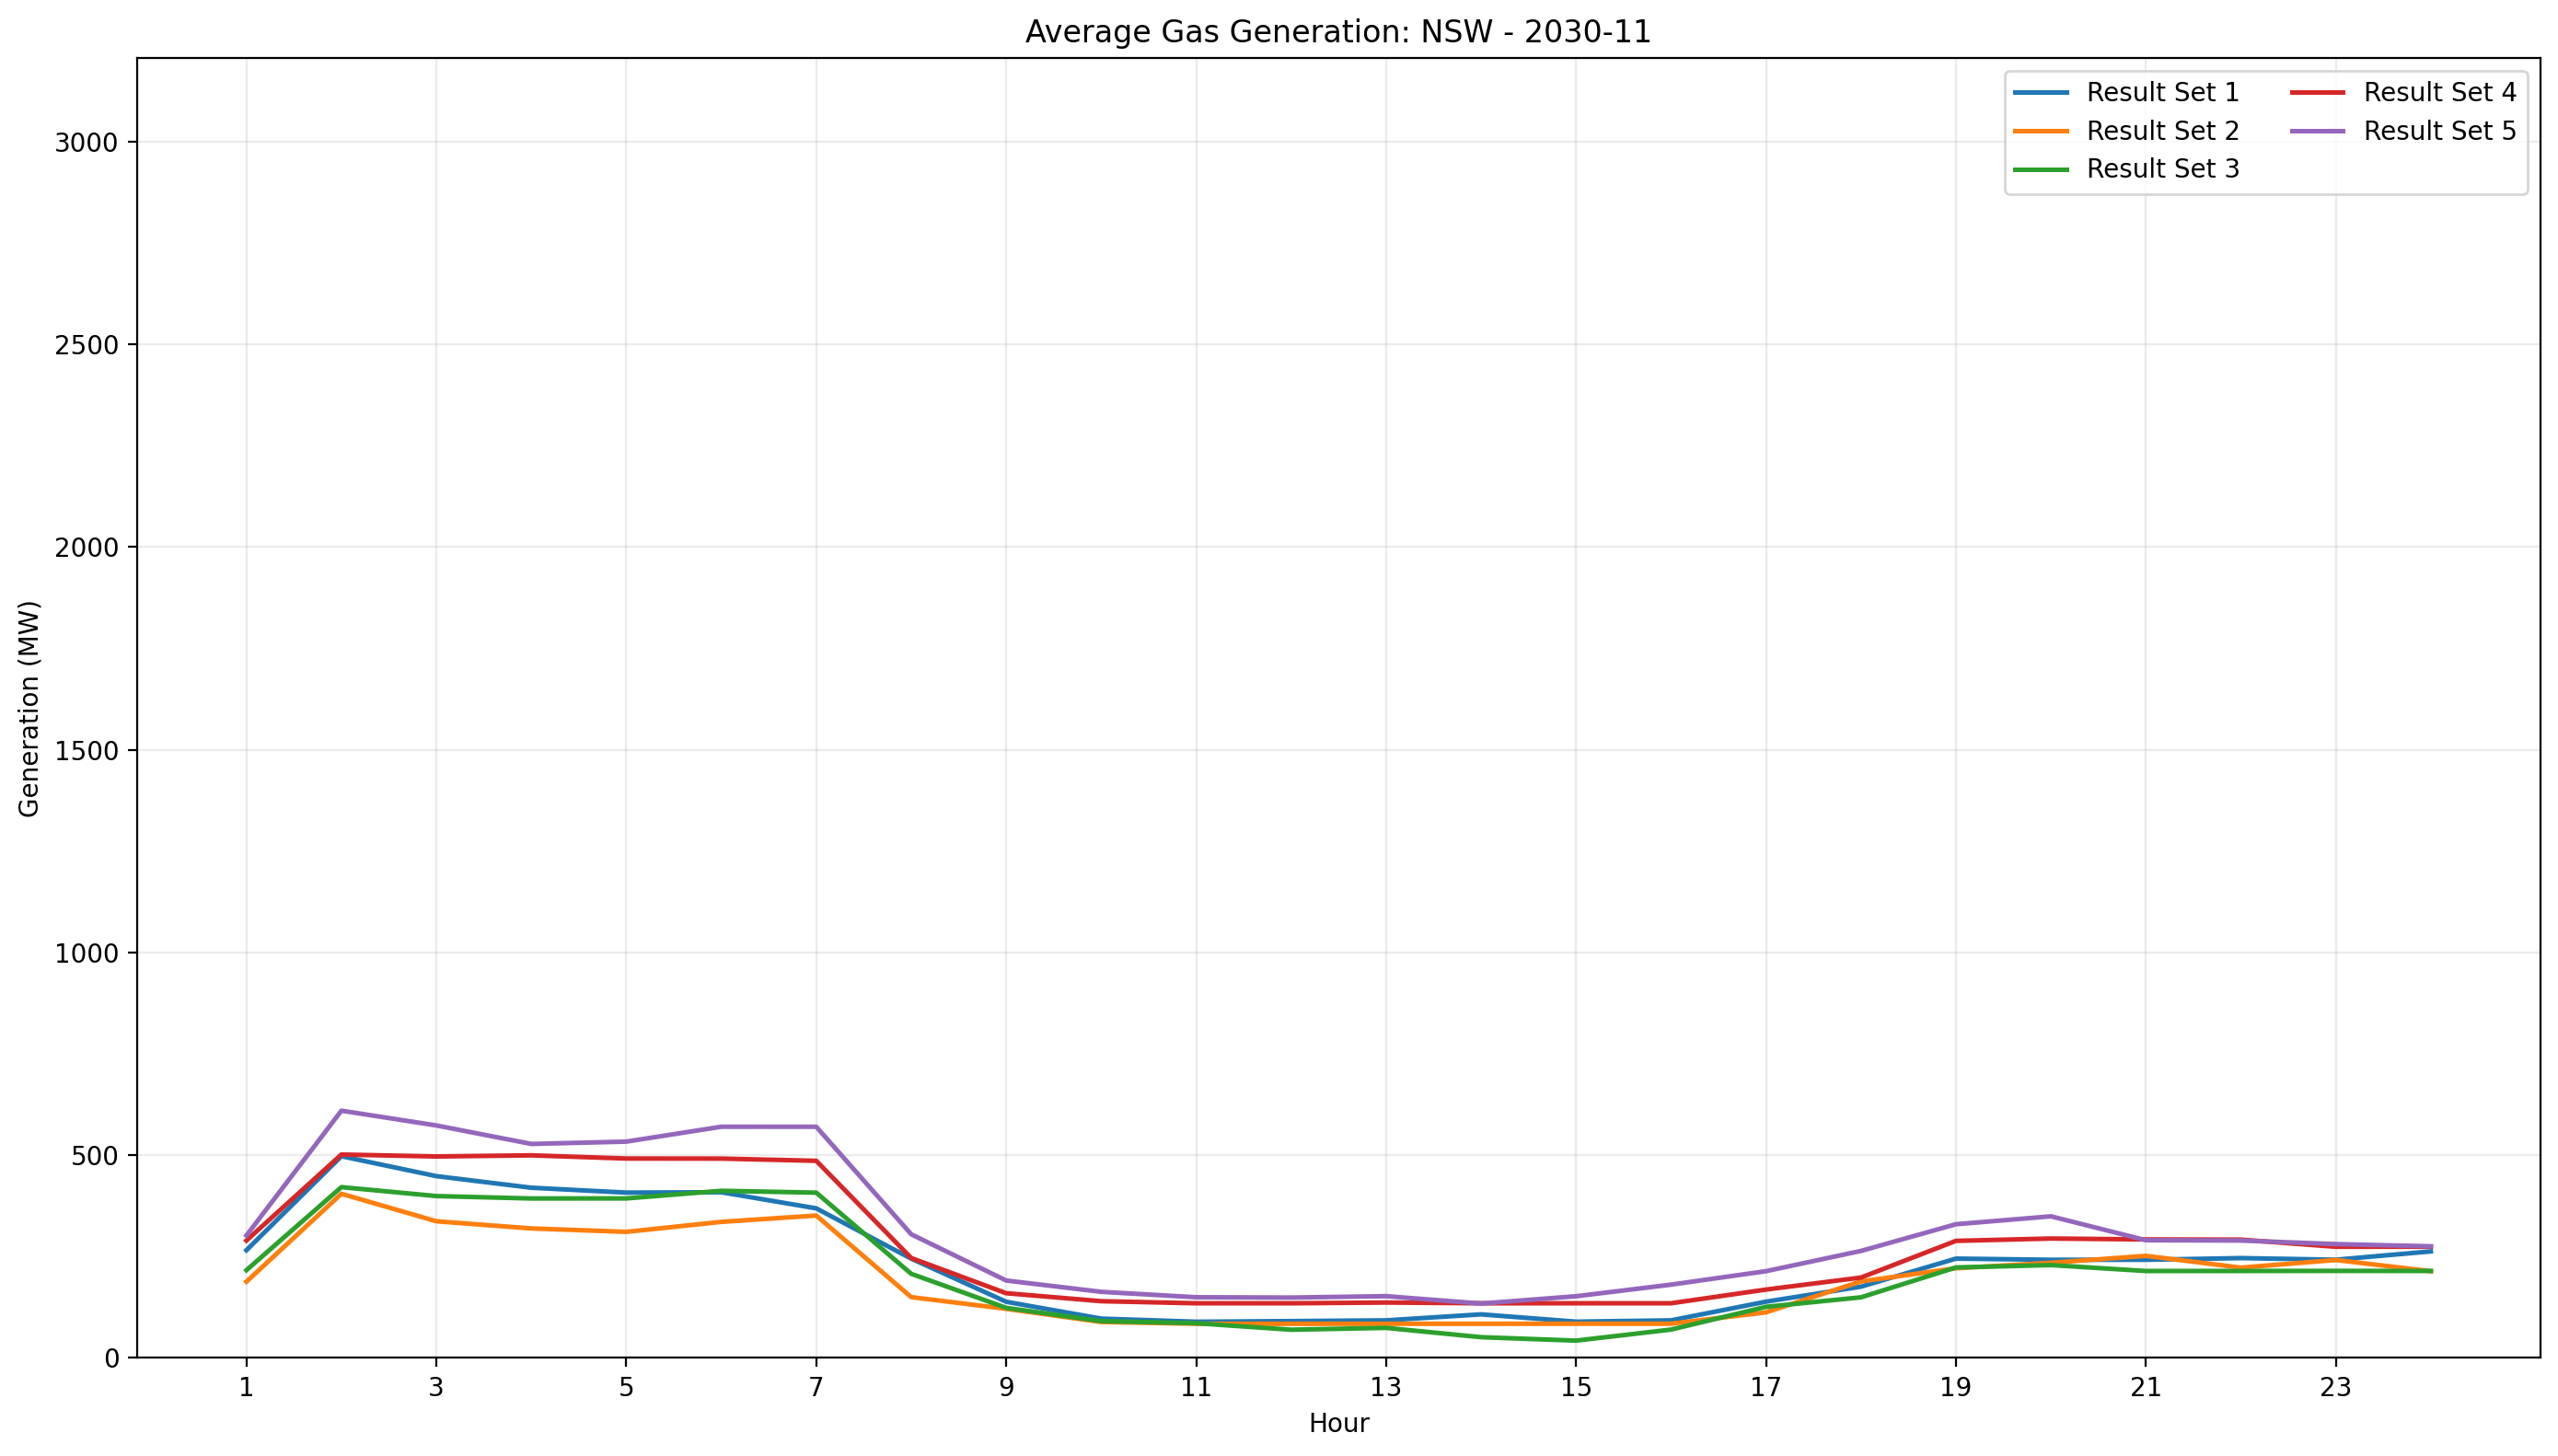 Average Gas Generation: NSW - 2030-11
Result Set 1
Result Set 2
Result Set 3
Result Set 4
Result Set 5
Generation (MW)
3000
2500
2000
1500
1000
500
0
1 3 5 7 9 11 13 15 17 19 21 23
Hour